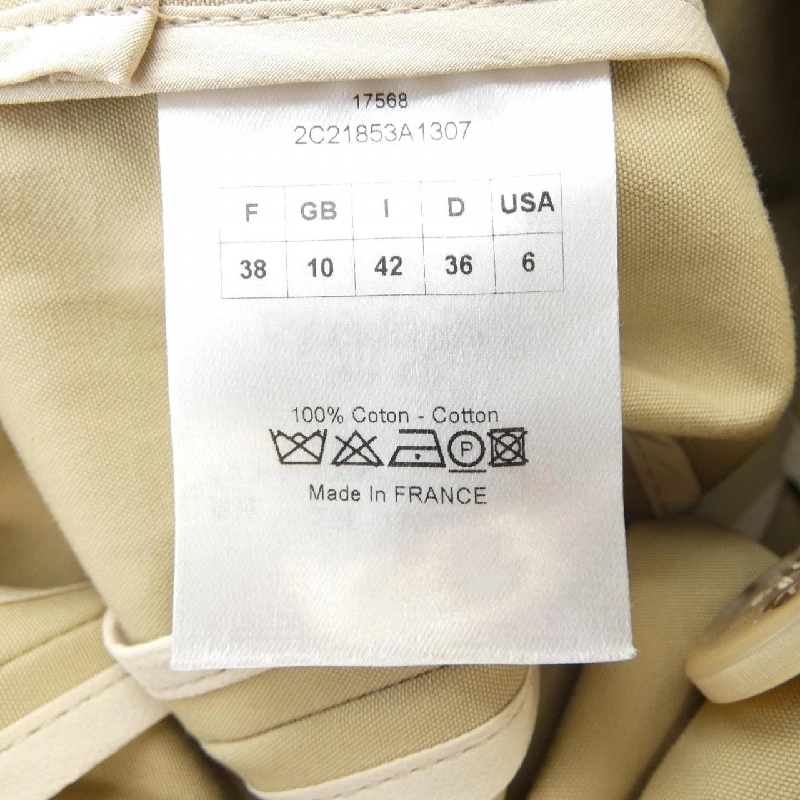 17568
2C21853A1307
F GB I D USA
38 10 42 36 6
100% Coton - Cotton
P
Made In FRANCE